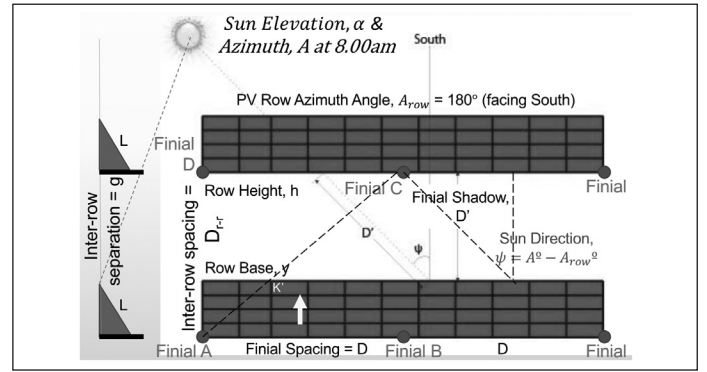 Sun Elevation, α &
Azimuth, A at 8.00am
South
PV Row Azimuth Angle, A_row = 180° (facing South)
L
Finial
D
Inter-row
separation = g
Inter-row spacing =
D_r-r
Row Height, h
Finial C
Finial Shadow,
D'
Finial
D'
ψ
Sun Direction,
ψ = Aº − A_rowº
Row Base, y
K'
L
Finial A
Finial Spacing = D
Finial B
D
Finial